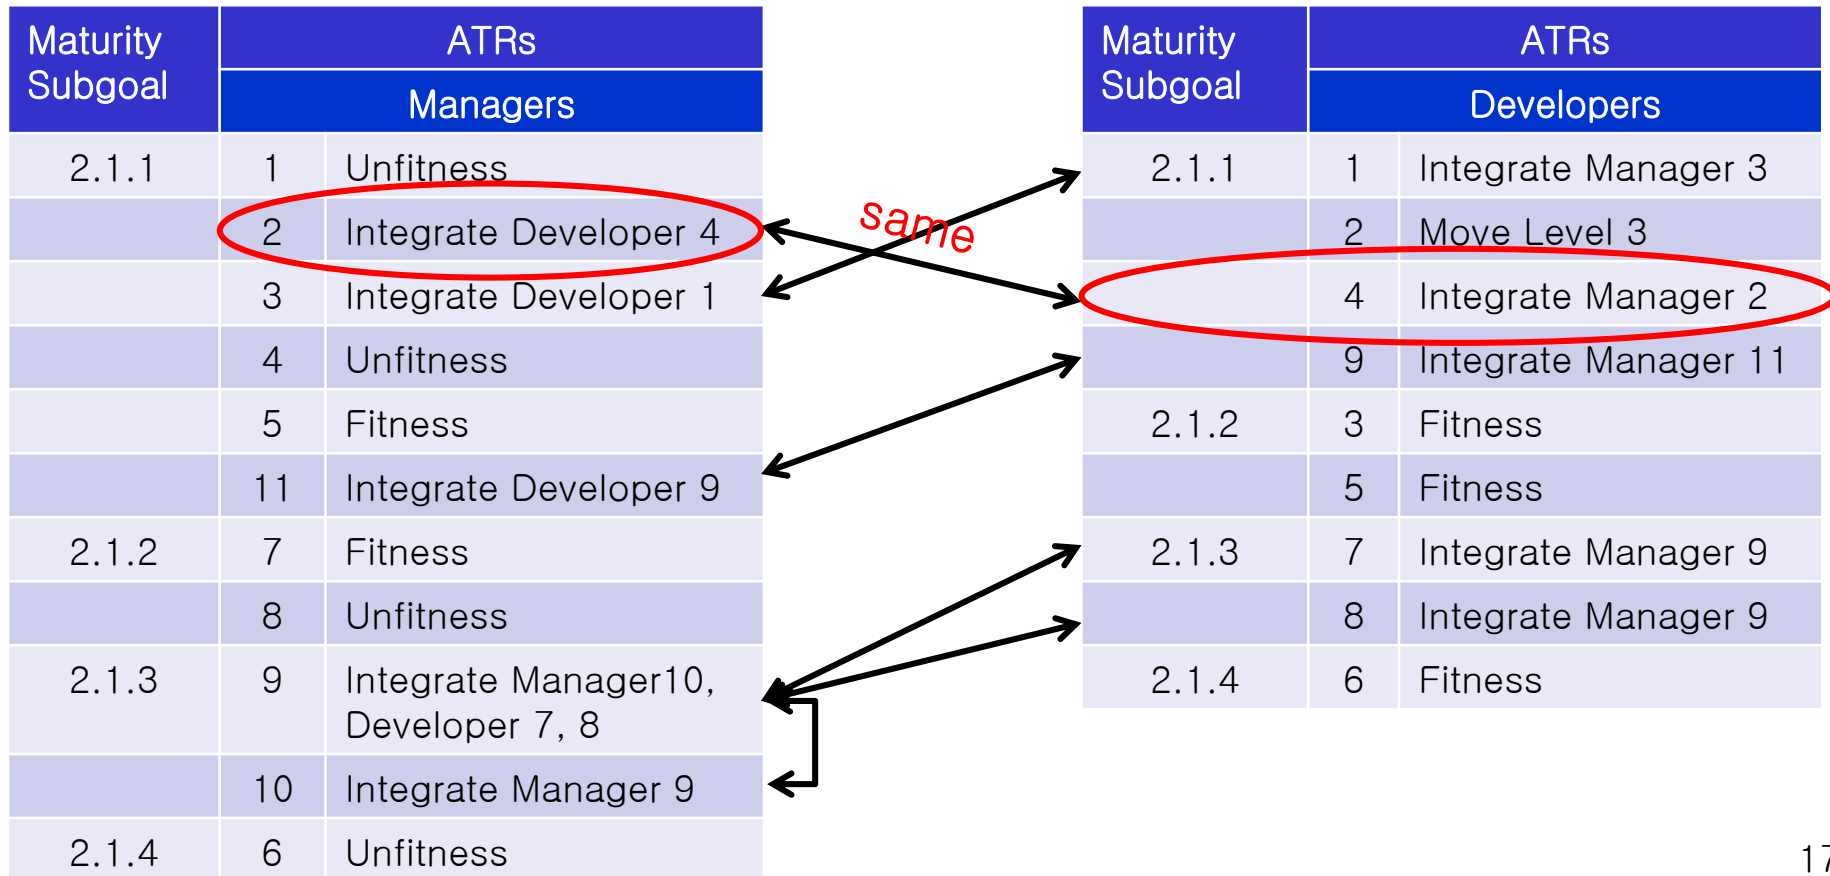 Maturity Subgoal ATRs
Managers
2.1.1 1 Unfitness
2 Integrate Developer 4
3 Integrate Developer 1
4 Unfitness
5 Fitness
11 Integrate Developer 9
2.1.2 7 Fitness
8 Unfitness
2.1.3 9 Integrate Manager10,
Developer 7, 8
10 Integrate Manager 9
2.1.4 6 Unfitness
same
Maturity Subgoal ATRs
Developers
2.1.1 1 Integrate Manager 3
2 Move Level 3
4 Integrate Manager 2
9 Integrate Manager 11
2.1.2 3 Fitness
5 Fitness
2.1.3 7 Integrate Manager 9
8 Integrate Manager 9
2.1.4 6 Fitness
17